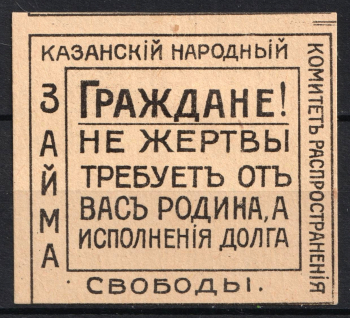 КАЗАНСКІЙ НАРОДНЫЙ
КОМИТЕТЪ РАСПРОСТРАНЕНІЯ
ЗАЙМА
СВОБОДЫ.
ГРАЖДАНЕ!
НЕ ЖЕРТВЫ
ТРЕБУЕТЪ ОТЪ
ВАСЪ РОДИНА, А
ИСПОЛНЕНІЯ ДОЛГА